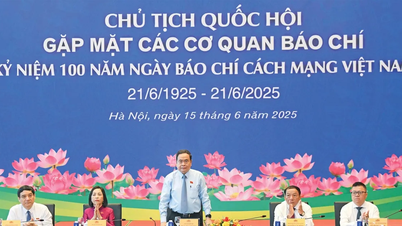 CHỦ TỊCH QUỐC HỘI
GẶP MẶT CÁC CƠ QUAN BÁO CHÍ
KỶ NIỆM 100 NĂM NGÀY BÁO CHÍ CÁCH MẠNG VIỆT NA
21/6/1925 - 21/6/2025
Hà Nội, ngày 15 tháng 6 năm 2025